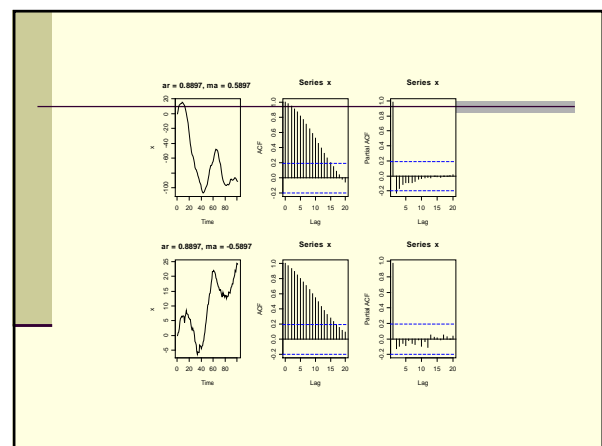 ar = 0.8897, ma = 0.5897
Series x
Series x
x
20
0
-20
-40
-60
-100
0 20 40 60 80
Time
ACF
1.0
0.8
0.6
0.4
0.2
0.0
-0.2
0 5 10 15 20
Lag
Partial ACF
1.0
0.8
0.6
0.4
0.2
0.0
-0.2
5 10 15 20
Lag
ar = 0.8897, ma = -0.5897
Series x
Series x
x
25
20
15
10
5
0
-5
0 20 40 60 80
Time
ACF
1.0
0.8
0.6
0.4
0.2
0.0
-0.2
0 5 10 15 20
Lag
Partial ACF
1.0
0.8
0.6
0.4
0.2
0.0
-0.2
5 10 15 20
Lag